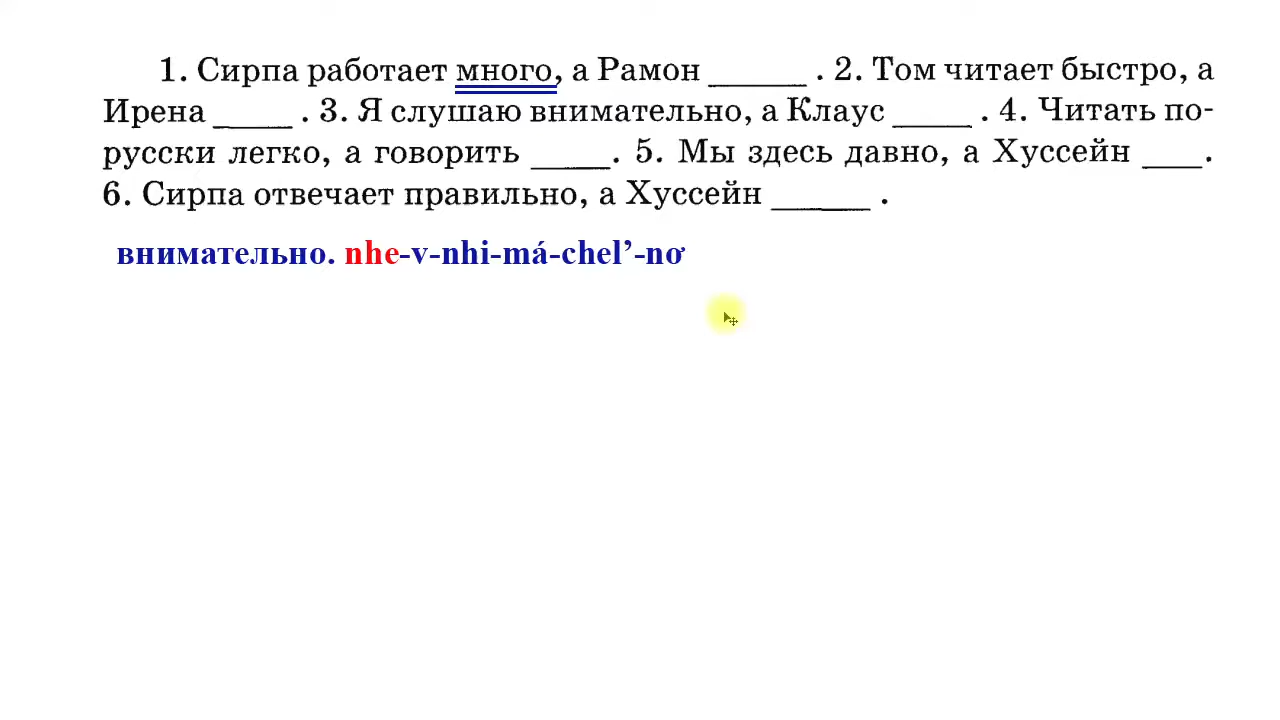 1. Сирпа работает много, а Рамон ______ . 2. Том читает быстро, а
Ирена _____ . 3. Я слушаю внимательно, а Клаус _____ . 4. Читать по-
русски легко, а говорить _____. 5. Мы здесь давно, а Хуссейн ____.
6. Сирпа отвечает правильно, а Хуссейн ______ .
внимательно. nhe-v-nhi-má-chel’-nơ